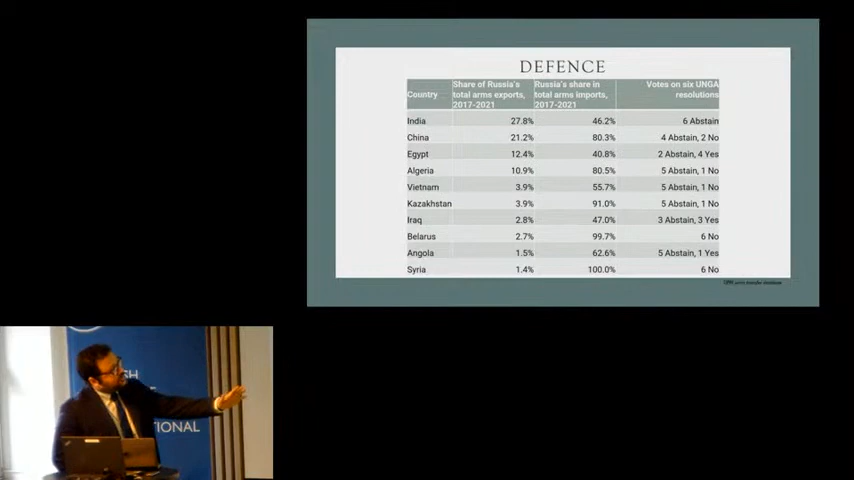 DEFENCE
Country Share of Russia's total arms exports, 2017-2021 Russia's share in total arms imports, 2017-2021 Votes on six UNGA resolutions
India 27.8% 46.2% 6 Abstain
China 21.2% 80.3% 4 Abstain, 2 No
Egypt 12.4% 40.8% 2 Abstain, 4 Yes
Algeria 10.9% 80.5% 5 Abstain, 1 No
Vietnam 3.9% 55.7% 5 Abstain, 1 No
Kazakhstan 3.9% 91.0% 5 Abstain, 1 No
Iraq 2.8% 47.0% 3 Abstain, 3 Yes
Belarus 2.7% 99.7% 6 No
Angola 1.5% 62.6% 5 Abstain, 1 Yes
Syria 1.4% 100.0% 6 No